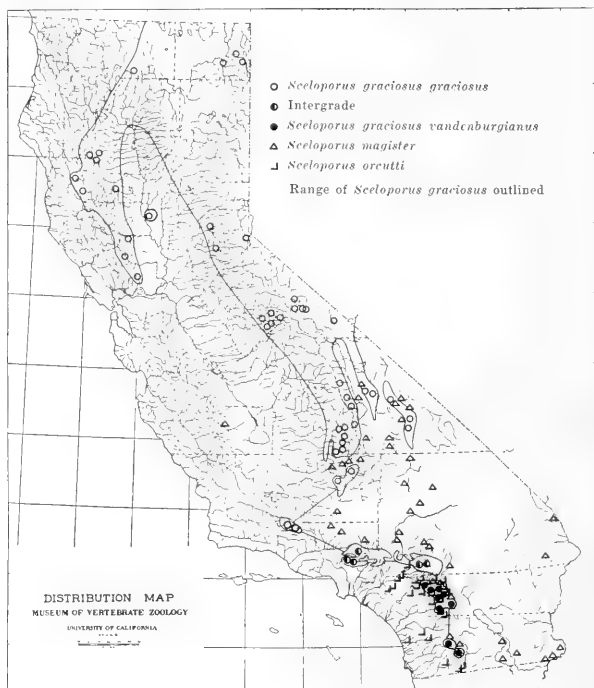 Sceloporus graciosus graciosus
Intergrade
Sceloporus graciosus vandenburgianus
Sceloporus magister
Sceloporus orcutti
Range of Sceloporus graciosus outlined
DISTRIBUTION MAP
MUSEUM OF VERTEBRATE ZOOLOGY
UNIVERSITY OF CALIFORNIA